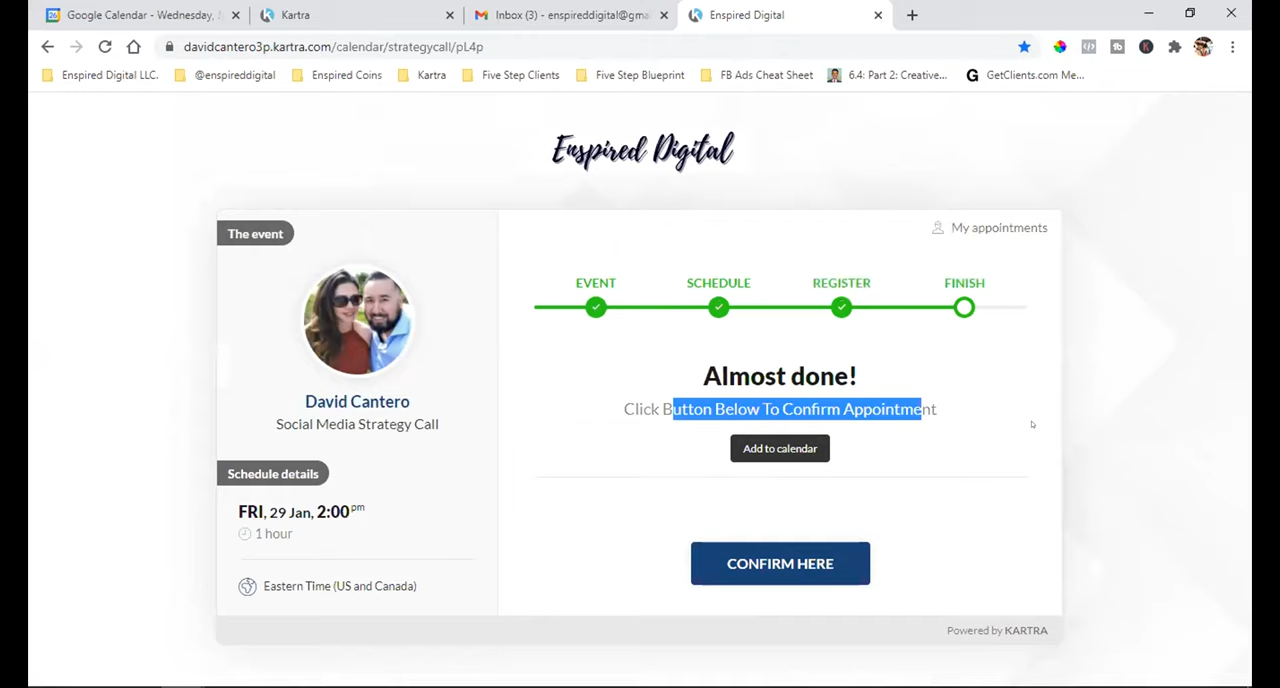 Google Calendar - Wednesday,
Kartra
Inbox (3) - enspireddigital@gma
Enspired Digital
davidcantero3p.kartra.com/calendar/strategycall/pL4p
Enspired Digital LLC.
@enspireddigital
Enspired Coins
Kartra
Five Step Clients
Five Step Blueprint
FB Ads Cheat Sheet
6.4: Part 2: Creative...
GetClients.com Me...
Enspired Digital
The event
My appointments
EVENT
SCHEDULE
REGISTER
FINISH
Almost done!
David Cantero
Click Button Below To Confirm Appointment
Social Media Strategy Call
Add to calendar
Schedule details
FRI, 29 Jan, 2:00pm
1 hour
CONFIRM HERE
Eastern Time (US and Canada)
Powered by KARTRA